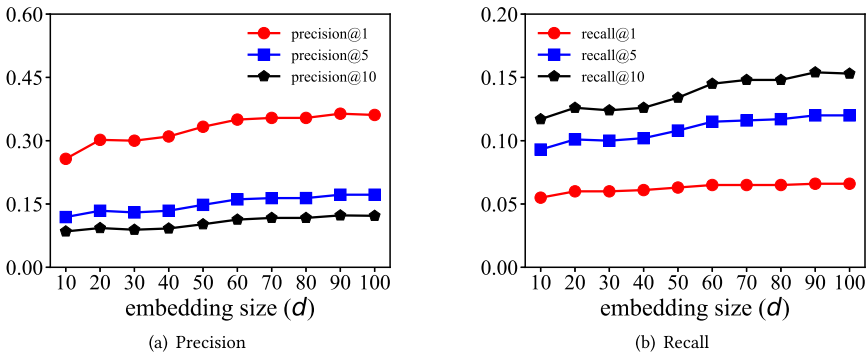 0.60
0.45
0.30
0.15
0.00
precision@1
precision@5
precision@10
10 20 30 40 50 60 70 80 90 100
embedding size (d)
(a) Precision
0.20
0.15
0.10
0.05
0.00
recall@1
recall@5
recall@10
10 20 30 40 50 60 70 80 90 100
embedding size (d)
(b) Recall